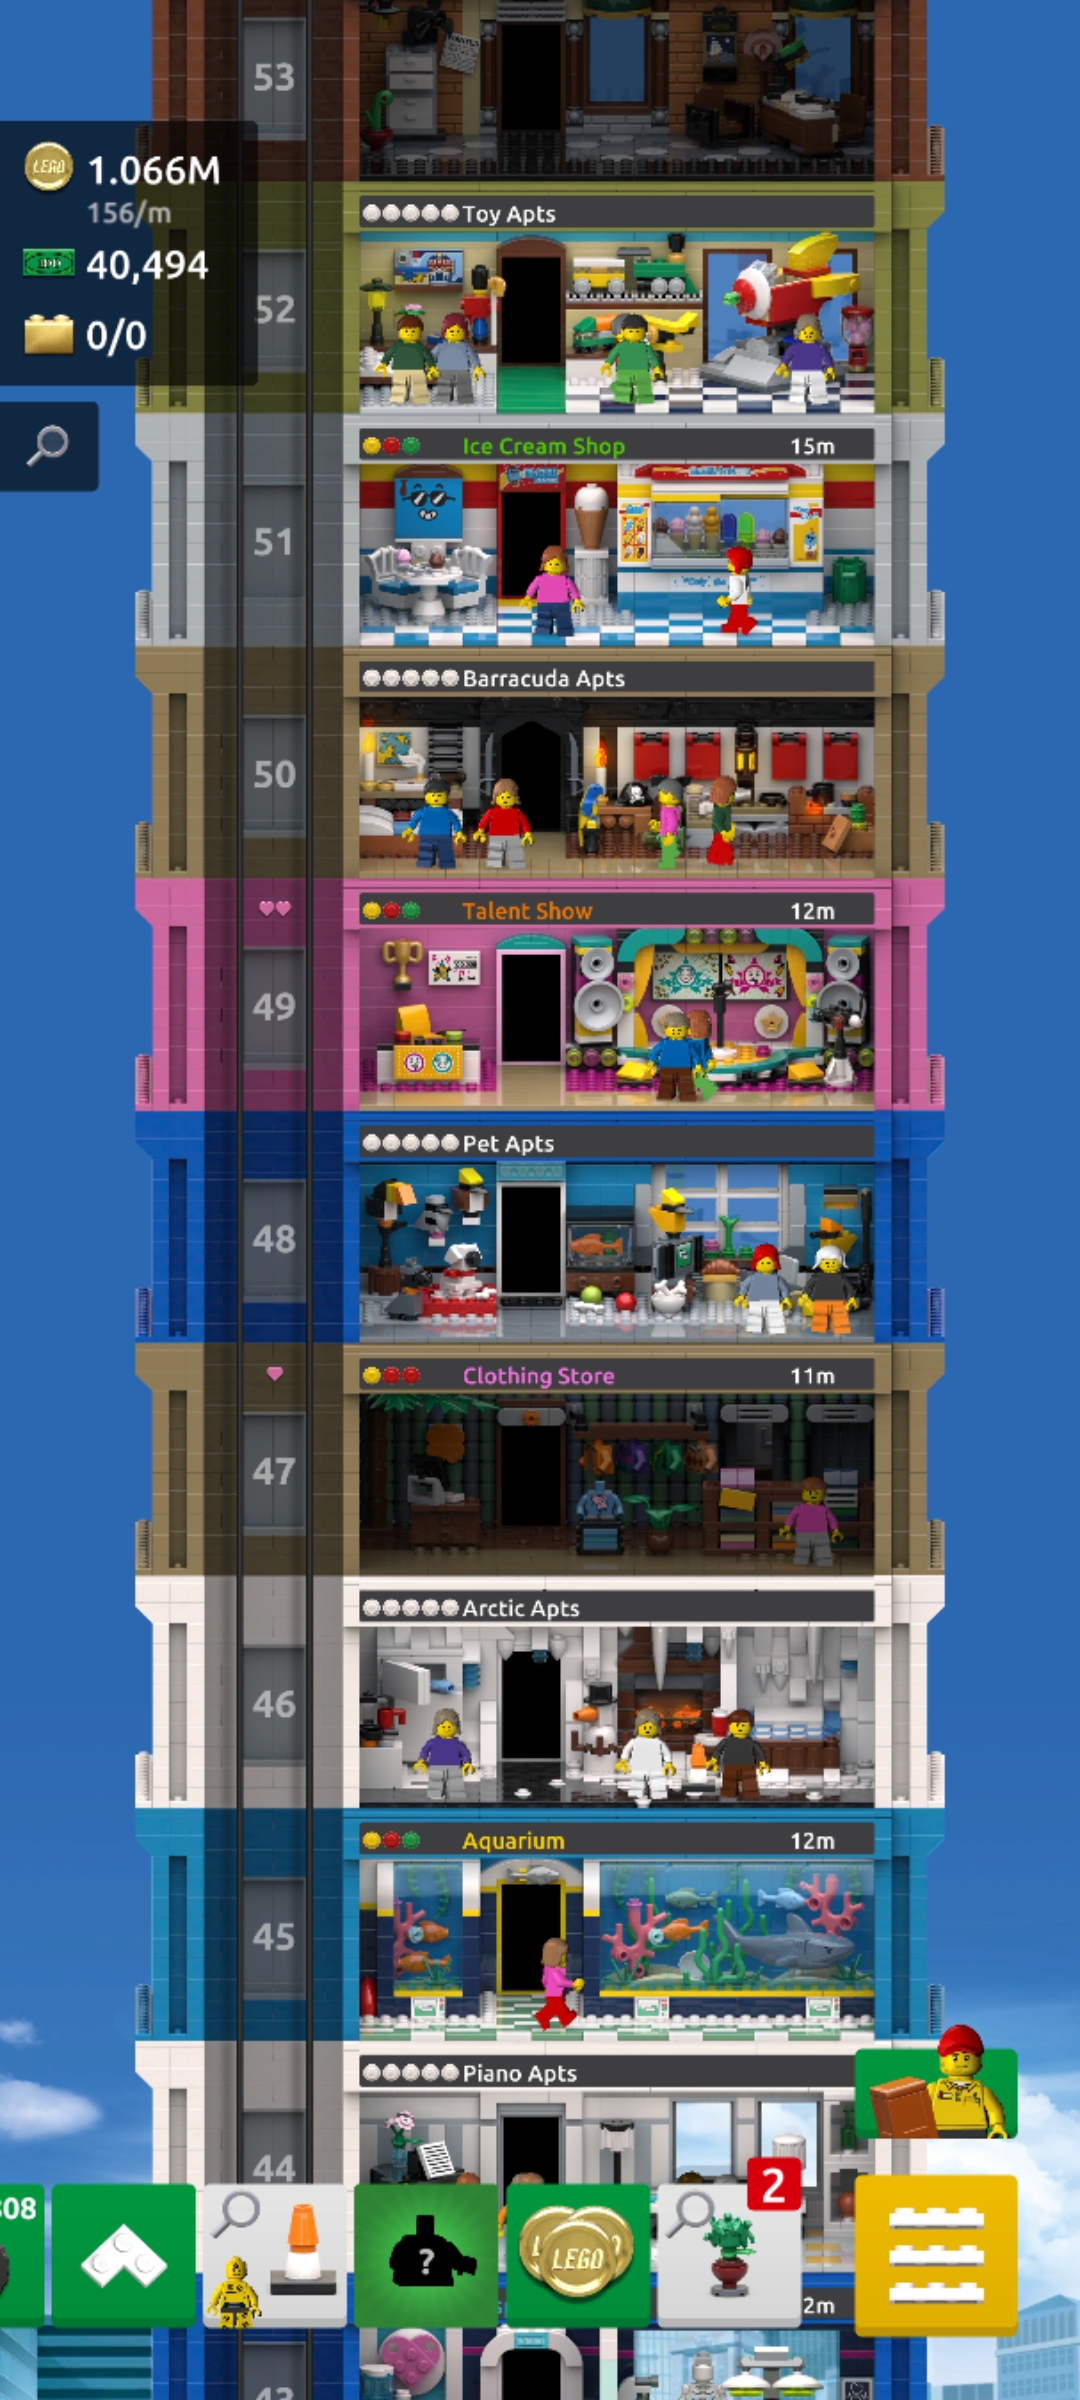 53
LEGO 1.066M
156/m
40,494
0/0
Toy Apts
52
Ice Cream Shop 15m
51
Barracuda Apts
50
Talent Show 12m
49
Pet Apts
48
Clothing Store 11m
47
Arctic Apts
46
Aquarium 12m
45
Piano Apts
44
2
08
?
LEGO
2m
43